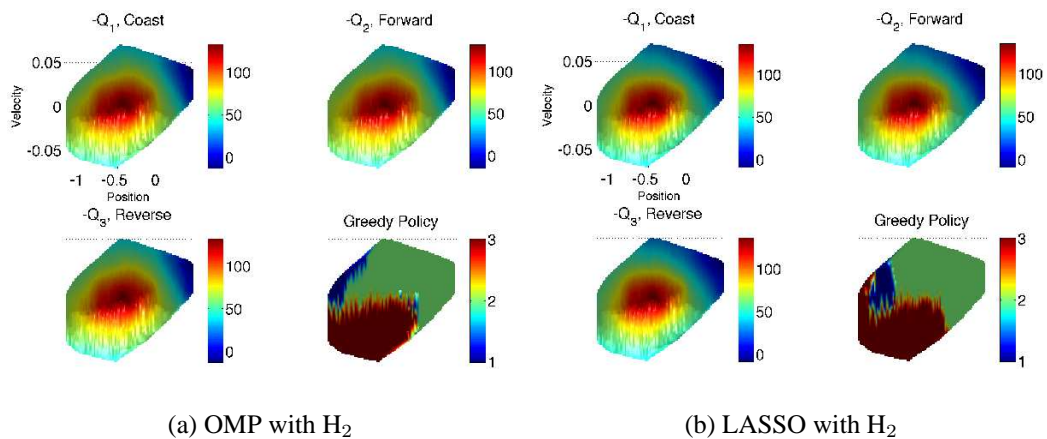 -Q1, Coast
-Q2, Forward
-Q1, Coast
-Q2, Forward
0.05
0
-0.05
Velocity
-1 -0.5 0
Position
100
50
0
100
50
0
0.05
0
-0.05
Velocity
-1 -0.5 0
Position
100
50
0
100
50
0
-Q3, Reverse
Greedy Policy
-Q3, Reverse
Greedy Policy
100
50
0
3
2
1
100
50
0
3
2
1
(a) OMP with H2
(b) LASSO with H2